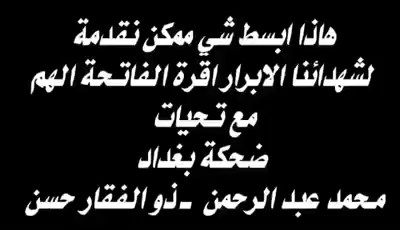 هاذا ابسط شي ممكن نقدمة
لشهدائنا الابرار اقرة الفاتحة الهم
مع تحيات
ضحكة بغداد
محمد عبد الرحمن - ذو الفقار حسن